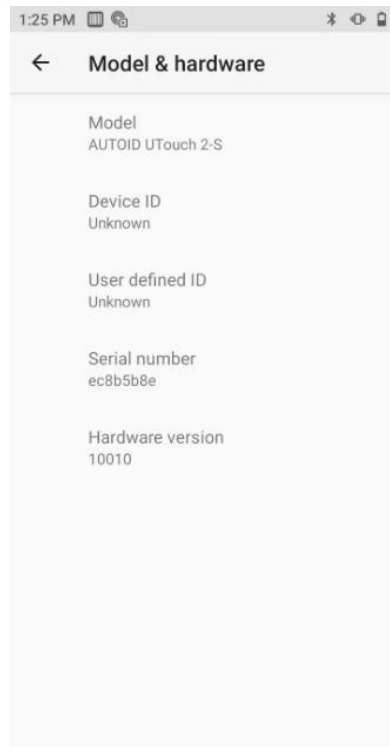 1:25 PM
Model & hardware
Model
AUTOID UTouch 2-S
Device ID
Unknown
User defined ID
Unknown
Serial number
ec8b5b8e
Hardware version
10010